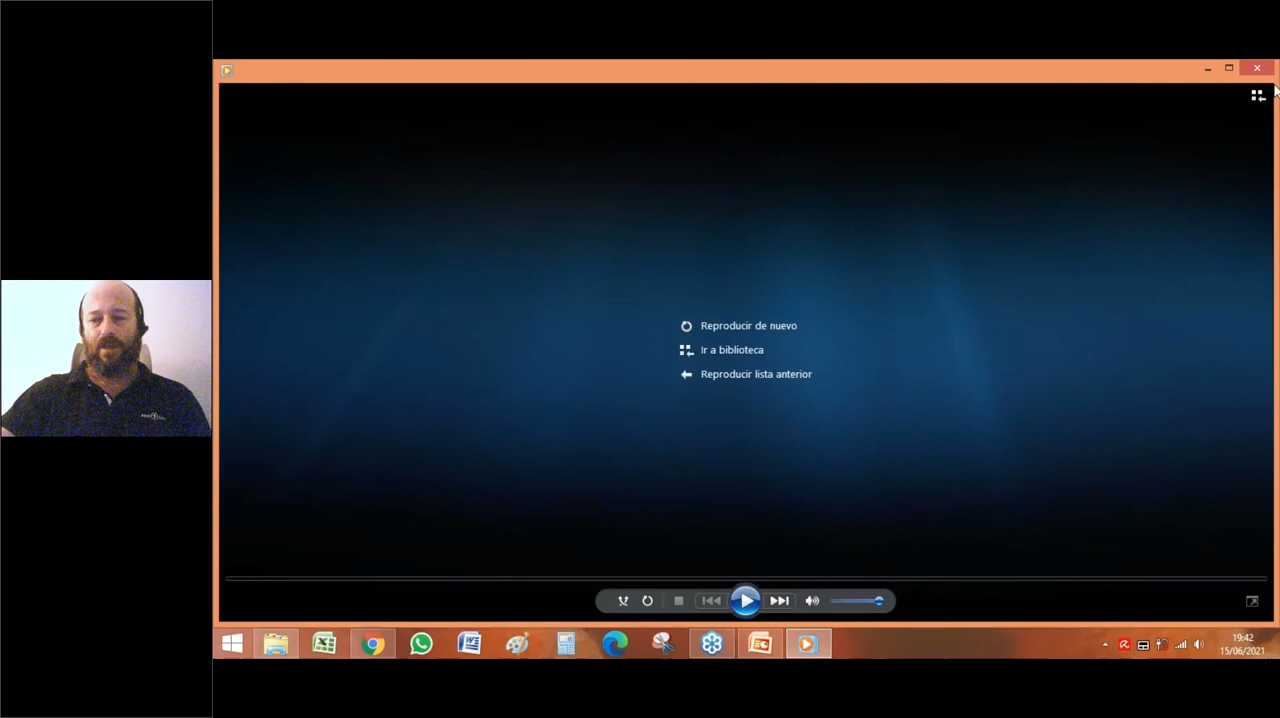 Reproducir de nuevo
Ir a biblioteca
Reproducir lista anterior
19:42
15/06/2021